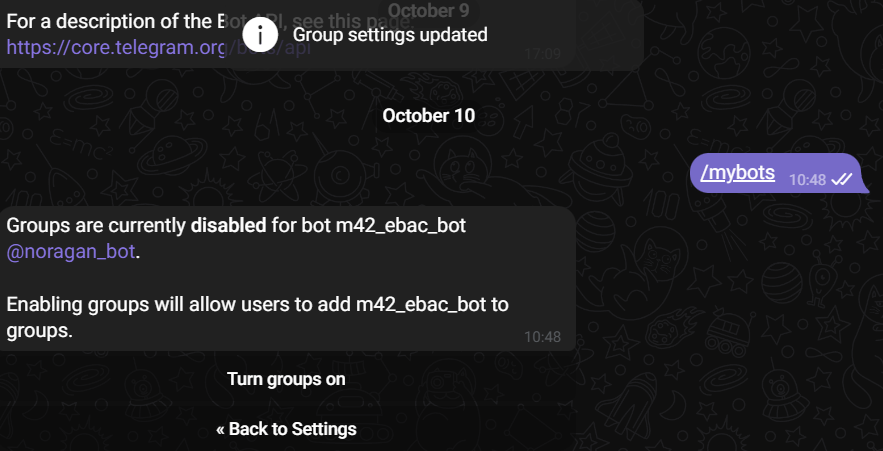 October 9
For a description of the Bot API, see this page
https://core.telegram.org/bots/api
17:09
Group settings updated
October 10
/mybots 10:48
Groups are currently disabled for bot m42_ebac_bot
@noragan_bot.
Enabling groups will allow users to add m42_ebac_bot to
groups.
10:48
Turn groups on
« Back to Settings